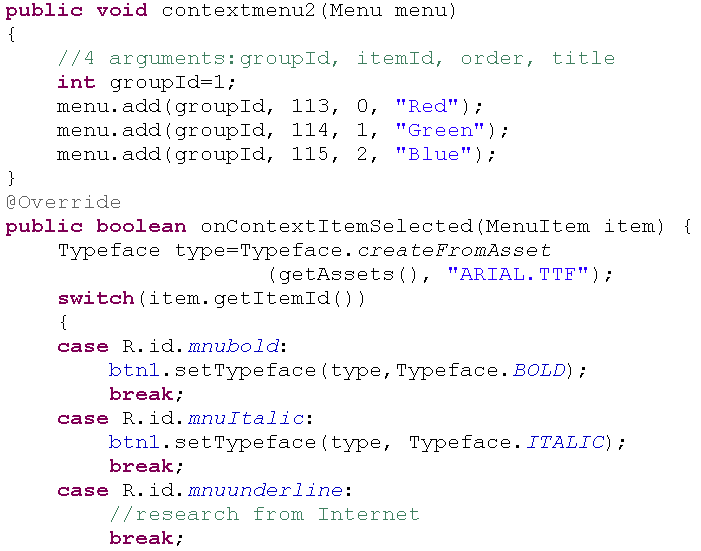 public void contextmenu2(Menu menu)
{
//4 arguments:groupId, itemId, order, title
int groupId=1;
menu.add(groupId, 113, 0, "Red");
menu.add(groupId, 114, 1, "Green");
menu.add(groupId, 115, 2, "Blue");
}
@Override
public boolean onContextItemSelected(MenuItem item) {
Typeface type=Typeface.createFromAsset
(getAssets(), "ARIAL.TTF");
switch(item.getItemId())
{
case R.id.mnubold:
btn1.setTypeface(type,Typeface.BOLD);
break;
case R.id.mnuItalic:
btn1.setTypeface(type, Typeface.ITALIC);
break;
case R.id.mnuunderline:
//research from Internet
break;